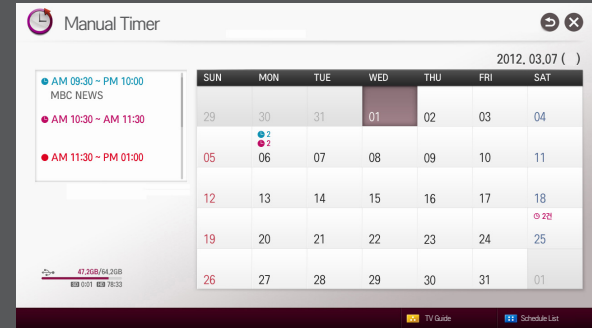 Manual Timer
2012. 03.07 ( )
AM 09:30 ~ PM 10:00
MBC NEWS
AM 10:30 ~ AM 11:30
AM 11:30 ~ PM 01:00
SUN MON TUE WED THU FRI SAT
29 30 31 01 02 03 04
2
2
05 06 07 08 09 10 11
12 13 14 15 16 17 18
2건
19 20 21 22 23 24 25
26 27 28 29 30 31 01
47,2GB/64,2GB
SD 0:01 HD 78:33
TV Guide Schedule List